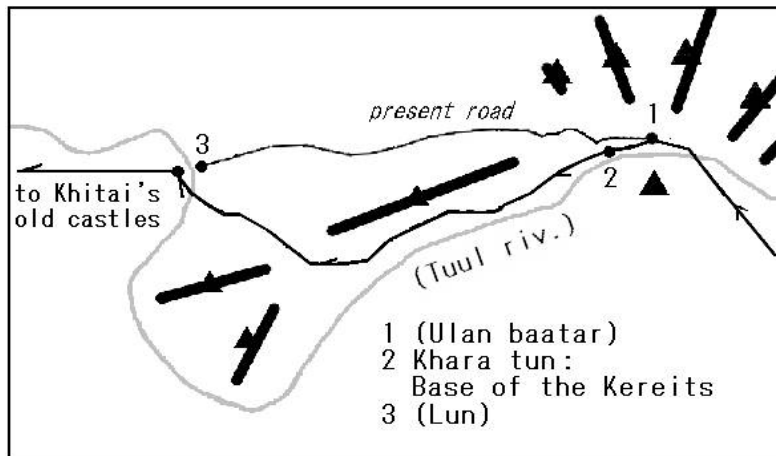 present road
1
3
2
to Khitai's
old castles
(Tuul riv.)
1 (Ulan baatar)
2 Khara tun:
Base of the Kereits
3 (Lun)